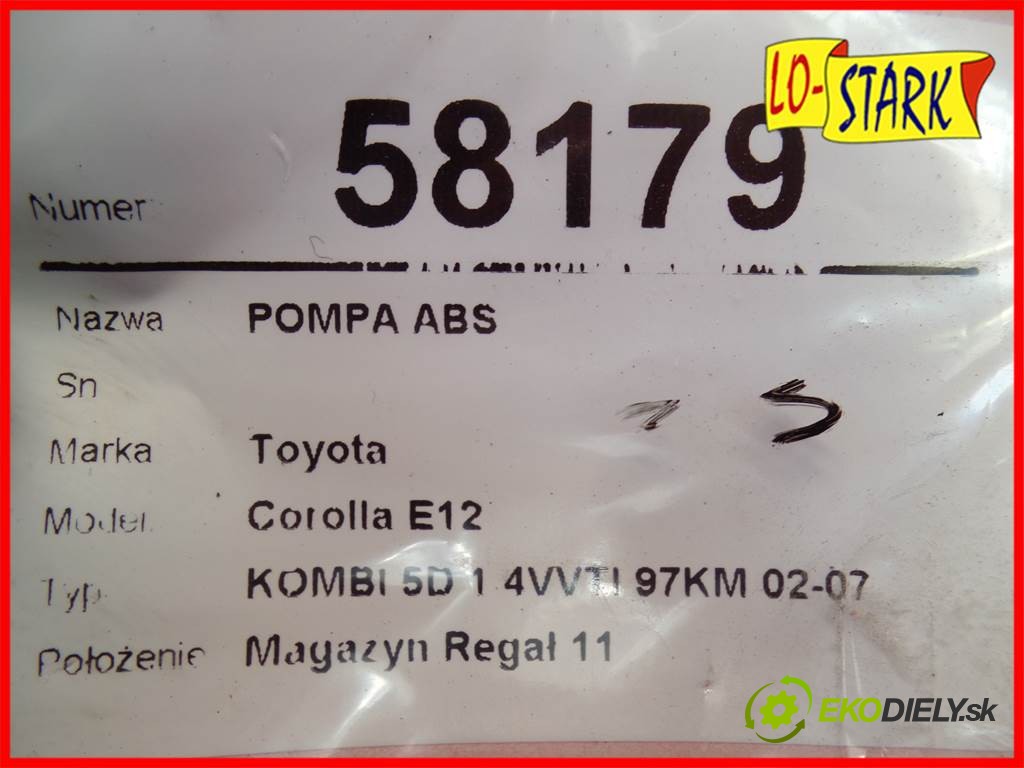 LO-STARK
Numer 58179
Nazwa POMPA ABS
Sn
Marka Toyota
Model Corolla E12
Typ KOMBI 5D 1.4VVTI 97KM 02-07
Położenie Magazyn Regał 11
EKODIELY.sk